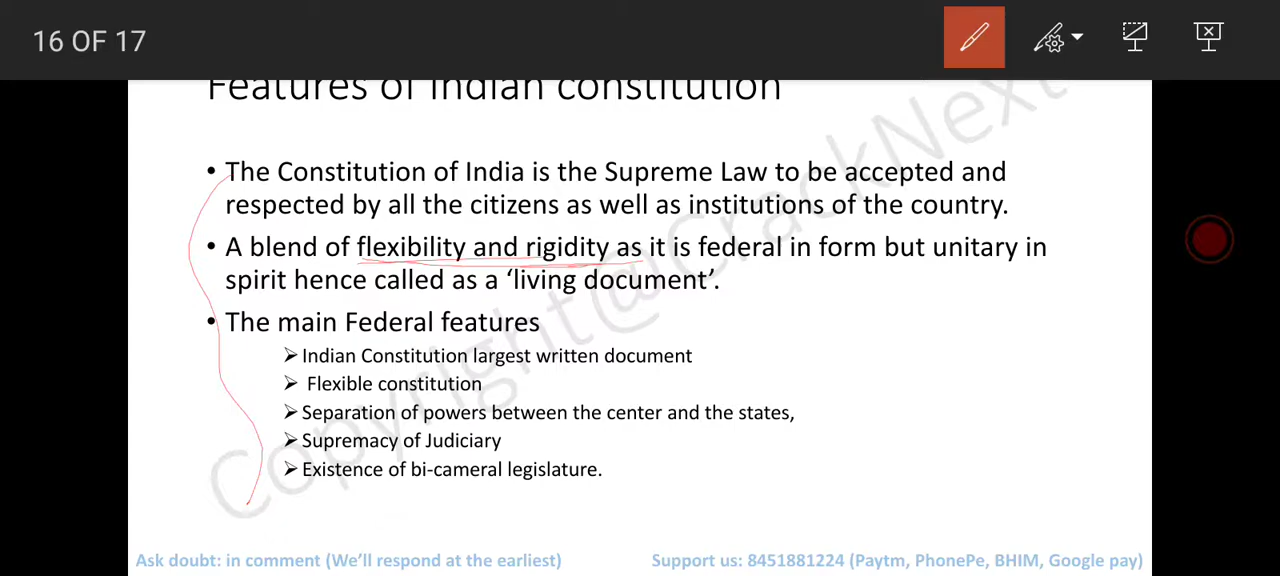 16 OF 17
Features of Indian constitution
• The Constitution of India is the Supreme Law to be accepted and
respected by all the citizens as well as institutions of the country.
• A blend of flexibility and rigidity as it is federal in form but unitary in
spirit hence called as a ‘living document’.
• The main Federal features
➢ Indian Constitution largest written document
➢ Flexible constitution
➢ Separation of powers between the center and the states,
➢ Supremacy of Judiciary
➢ Existence of bi-cameral legislature.
Copyright@CrackNext
Ask doubt: in comment (We’ll respond at the earliest)
Support us: 8451881224 (Paytm, PhonePe, BHIM, Google pay)